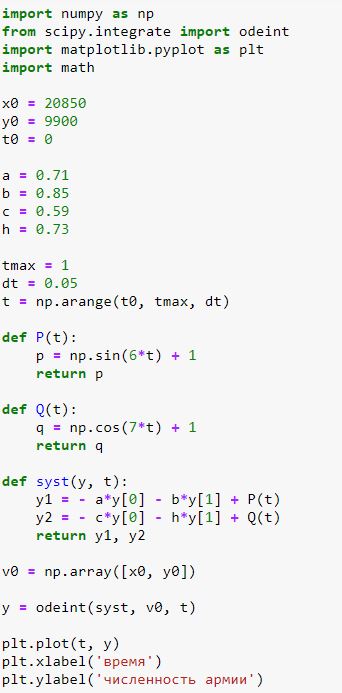 import numpy as np
from scipy.integrate import odeint
import matplotlib.pyplot as plt
import math

x0 = 20850
y0 = 9900
t0 = 0

a = 0.71
b = 0.85
c = 0.59
h = 0.73

tmax = 1
dt = 0.05
t = np.arange(t0, tmax, dt)

def P(t):
    p = np.sin(6*t) + 1
    return p

def Q(t):
    q = np.cos(7*t) + 1
    return q

def syst(y, t):
    y1 = - a*y[0] - b*y[1] + P(t)
    y2 = - c*y[0] - h*y[1] + Q(t)
    return y1, y2

v0 = np.array([x0, y0])

y = odeint(syst, v0, t)

plt.plot(t, y)
plt.xlabel('время')
plt.ylabel('численность армии')